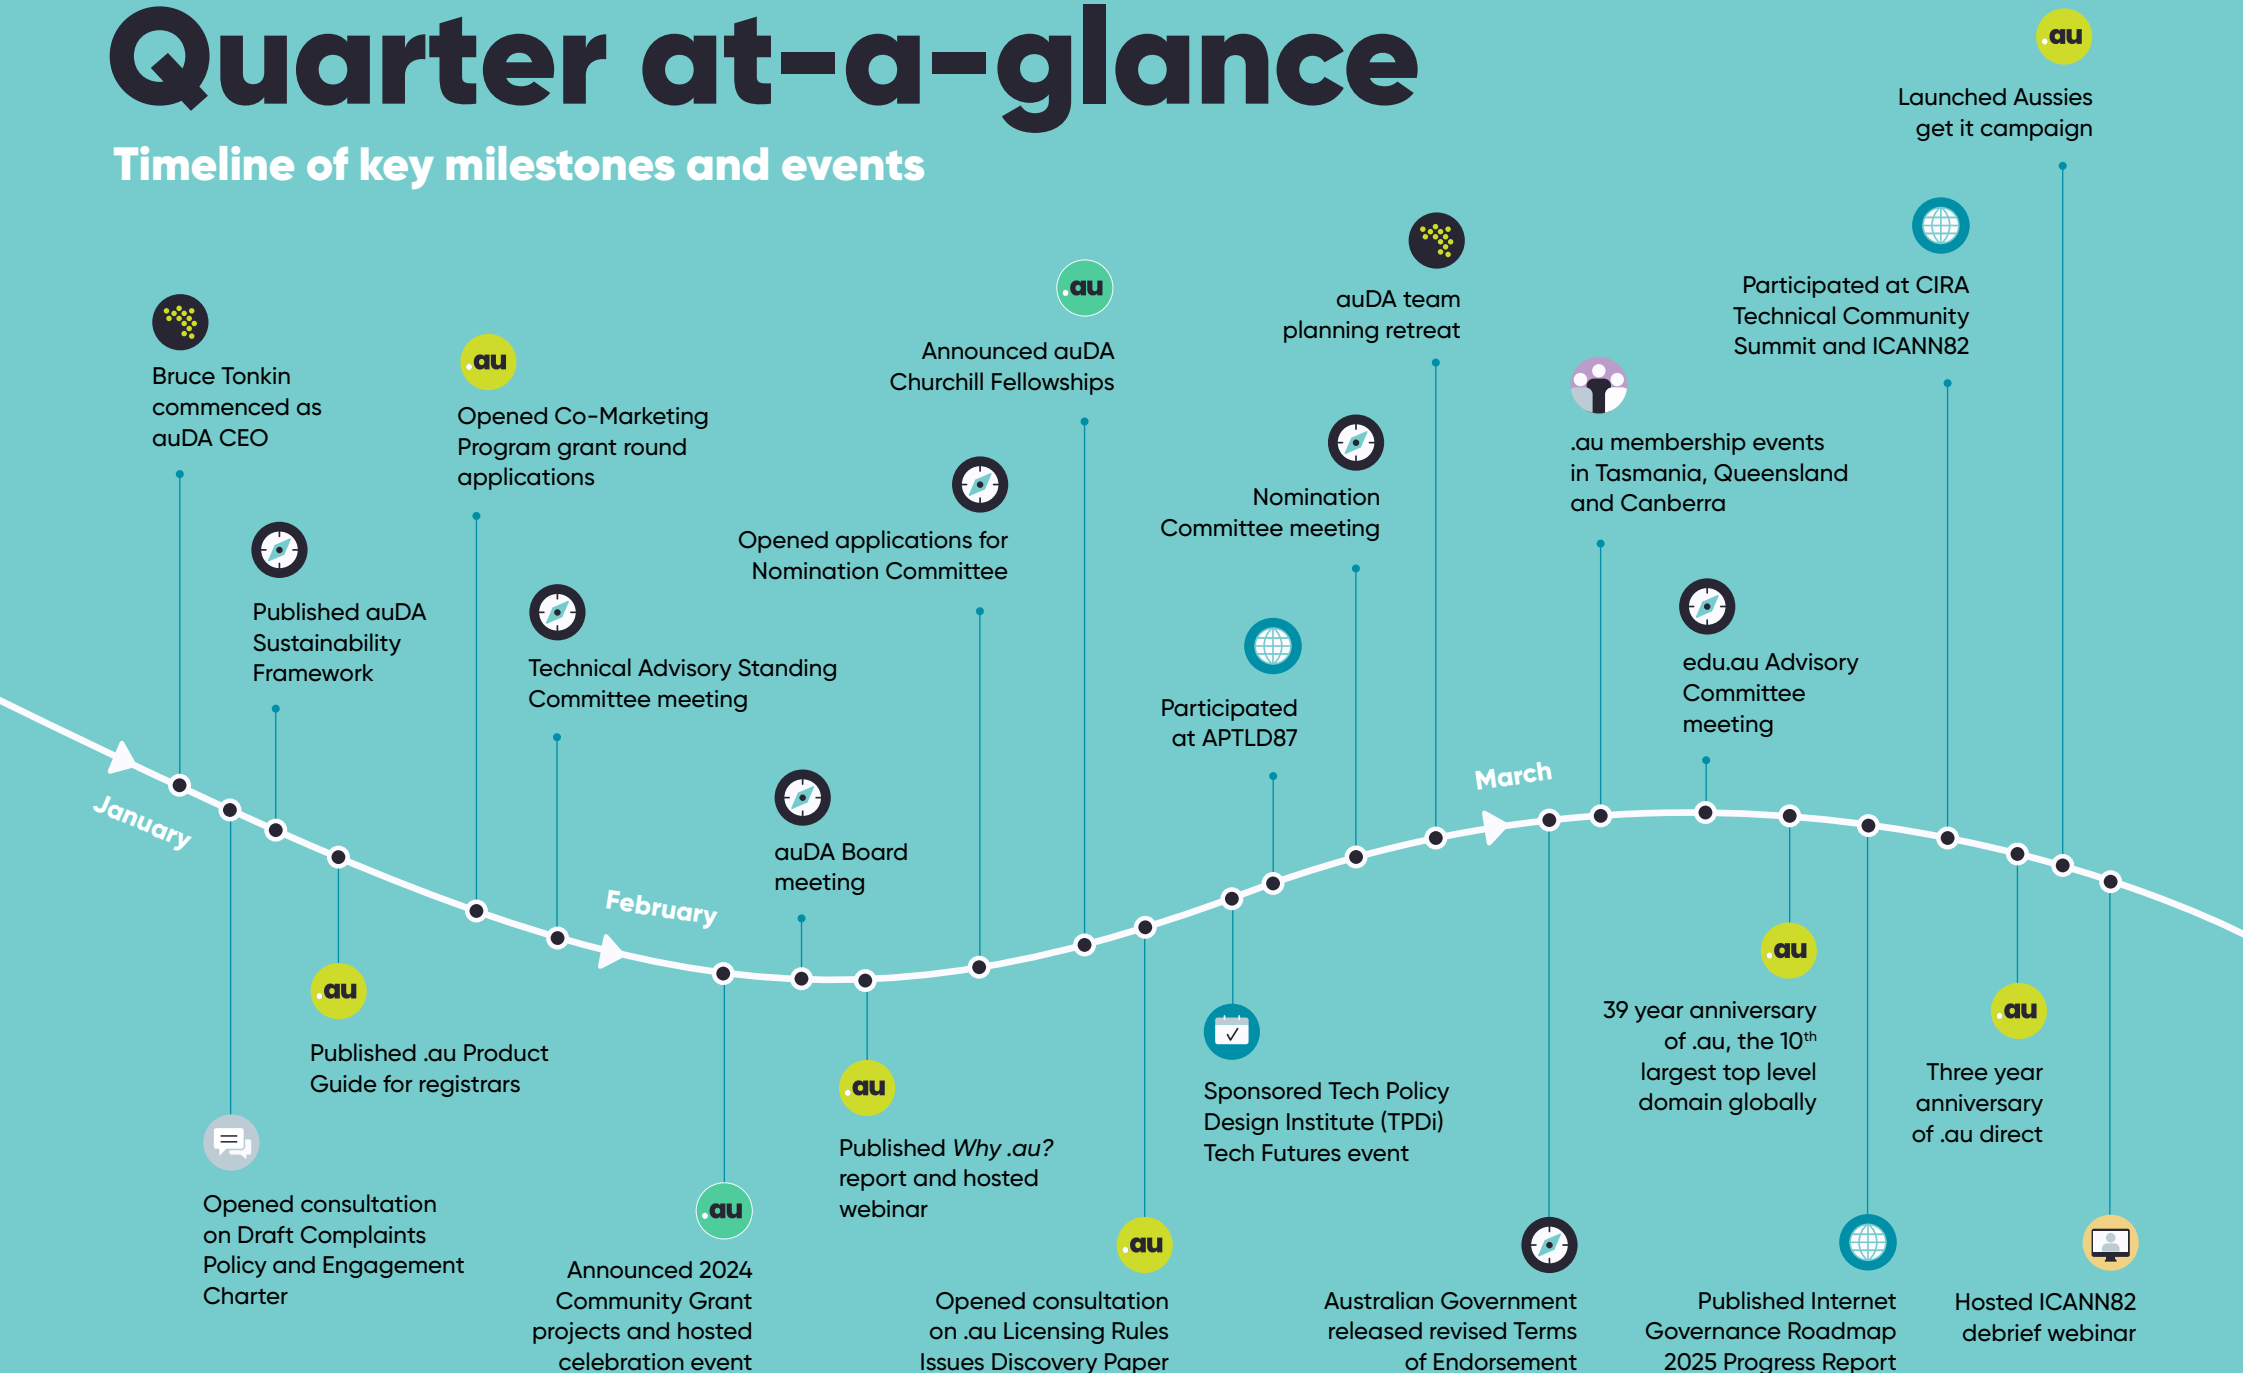 Quarter at-a-glance
Timeline of key milestones and events
January
Bruce Tonkin
commenced as
auDA CEO
Opened consultation
on Draft Complaints
Policy and Engagement
Charter
Published auDA
Sustainability
Framework
.au
Published .au Product
Guide for registrars
.au
Opened Co-Marketing
Program grant round
applications
Technical Advisory Standing
Committee meeting
February
.au
Announced 2024
Community Grant
projects and hosted
celebration event
auDA Board
meeting
.au
Published Why .au?
report and hosted
webinar
Opened applications for
Nomination Committee
.au
Announced auDA
Churchill Fellowships
.au
Opened consultation
on .au Licensing Rules
Issues Discovery Paper
Sponsored Tech Policy
Design Institute (TPDi)
Tech Futures event
Participated
at APTLD87
Nomination
Committee meeting
auDA team
planning retreat
March
Australian Government
released revised Terms
of Endorsement
.au membership events
in Tasmania, Queensland
and Canberra
edu.au Advisory
Committee
meeting
.au
39 year anniversary
of .au, the 10th
largest top level
domain globally
Published Internet
Governance Roadmap
2025 Progress Report
Participated at CIRA
Technical Community
Summit and ICANN82
.au
Three year
anniversary
of .au direct
.au
Launched Aussies
get it campaign
Hosted ICANN82
debrief webinar